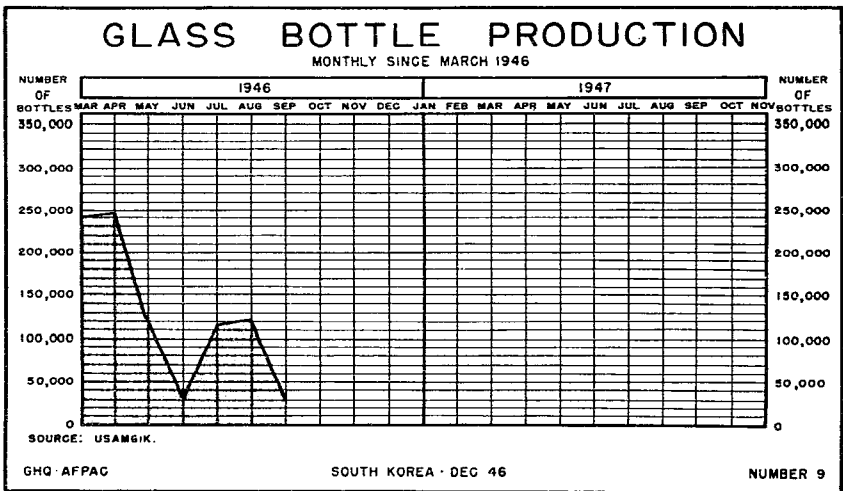 GLASS BOTTLE PRODUCTION
MONTHLY SINCE MARCH 1946
NUMBER OF BOTTLES 1946 1947 NUMBER OF BOTTLES
MAR APR MAY JUN JUL AUG SEP OCT NOV DEC JAN FEB MAR APR MAY JUN JUL AUG SEP OCT NOV
350,000 350,000
300,000 300,000
250,000 250,000
200,000 200,000
150,000 150,000
100,000 100,000
50,000 50,000
0 0
SOURCE: USAMGIK.
GHQ-AFPAC SOUTH KOREA - DEC 46 NUMBER 9